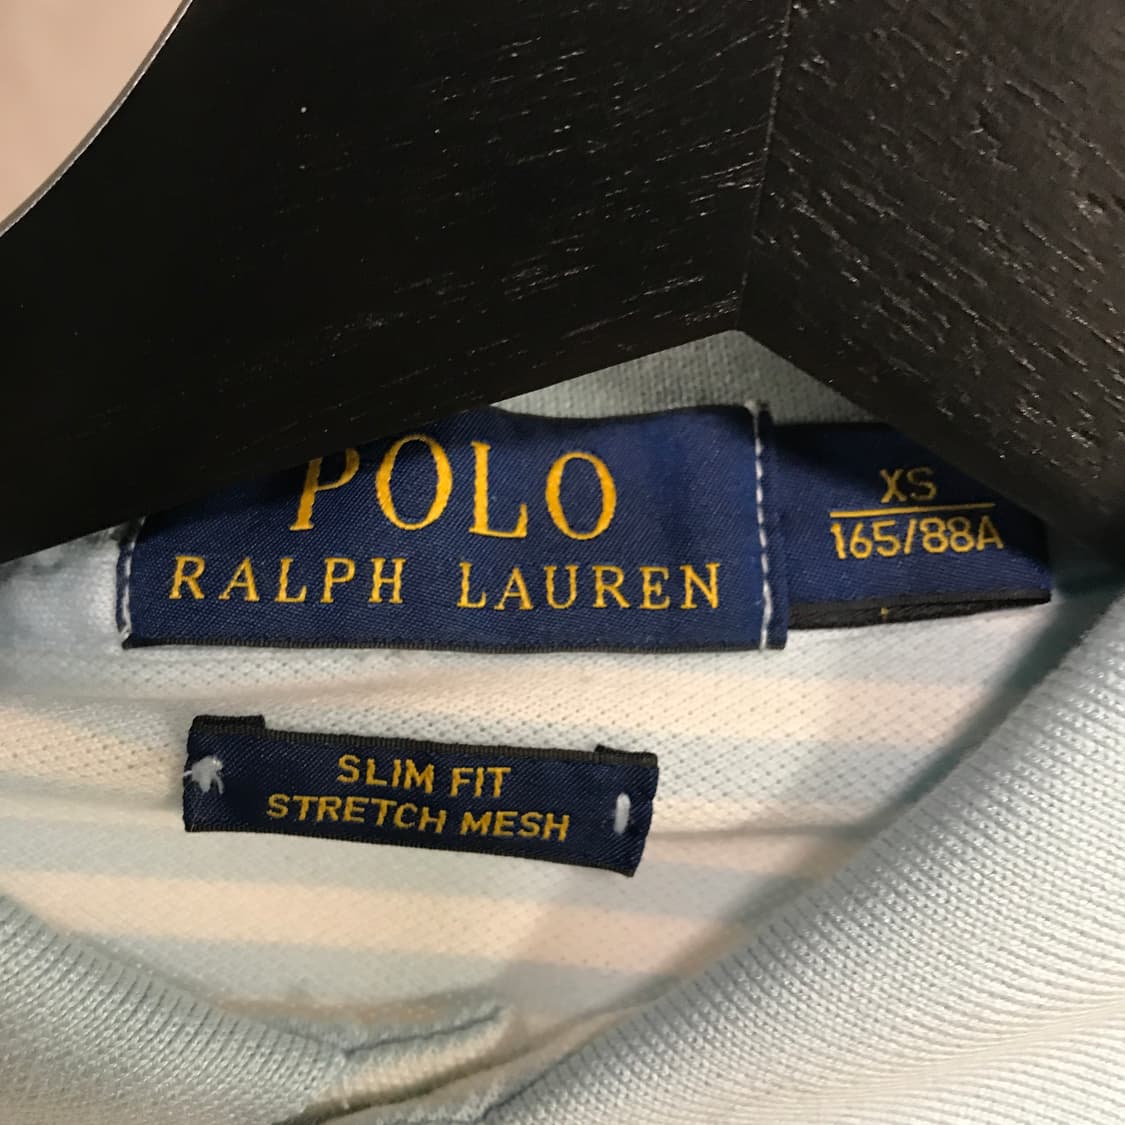 POLO
RALPH LAUREN
XS
165/88A
SLIM FIT
STRETCH MESH